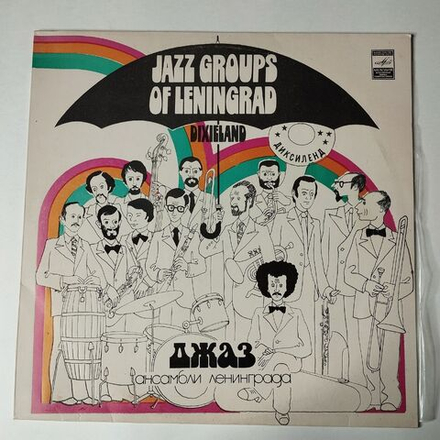 JAZZ GROUPS
OF LENINGRAD
DIXIELAND
ДИКСИЛЕНД
ДЖАЗ
ансамбли ленинграда